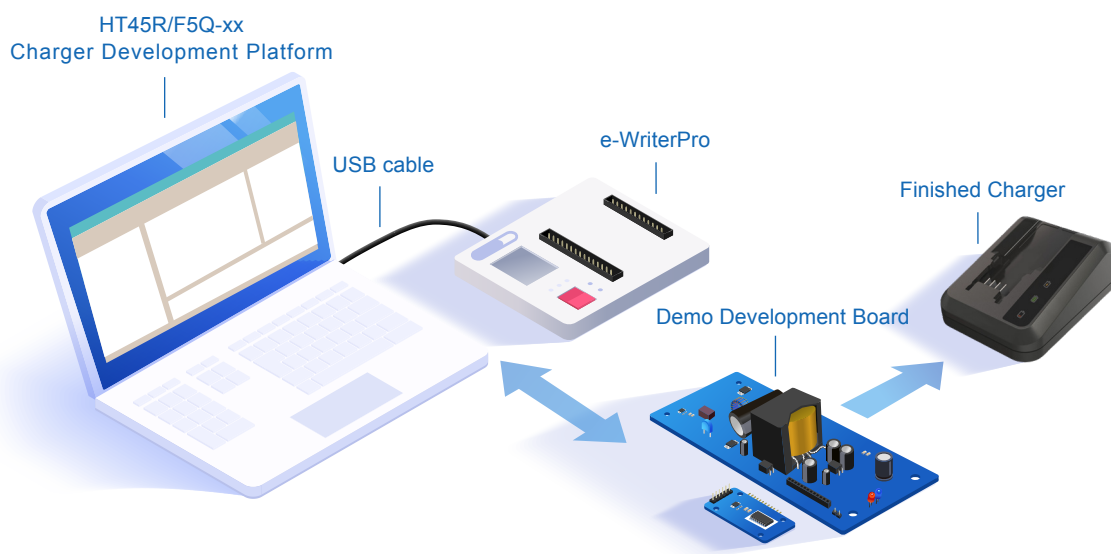 HT45R/F5Q-xx
Charger Development Platform
USB cable
e-WriterPro
Finished Charger
Demo Development Board